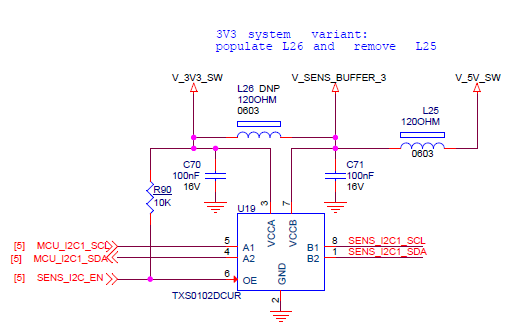 3V3 system variant:
populate L26 and remove L25
V_3V3_SW
L26 DNP
120OHM
0603
V_SENS_BUFFER_3
V_5V_SW
L25
120OHM
0603
C70
100nF
16V
C71
100nF
16V
R90
10K
U19
3
7
VCCA
VCCB
[5] MCU_I2C1_SCL
5
A1
B1
8
SENS_I2C1_SCL
[5] MCU_I2C1_SDA
4
A2
B2
1
SENS_I2C1_SDA
[5] SENS_I2C_EN
6
OE
GND
TXS0102DCUR
2